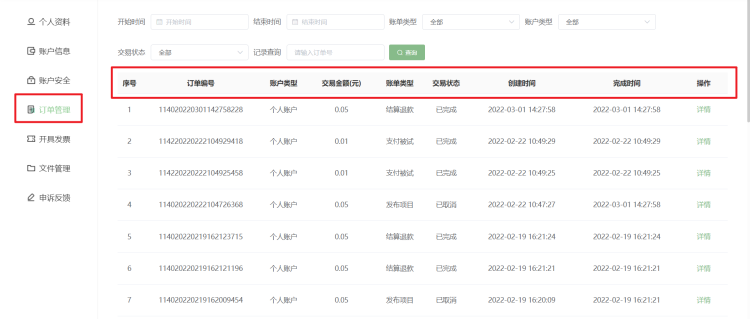 个人资料
账户信息
账户安全
订单管理
开具发票
文件管理
申诉反馈
开始时间 开始时间 结束时间 结束时间 账单类型 全部 账户类型 全部
交易状态 全部 记录查询 请输入订单号 查询
序号 订单编号 账户类型 交易金额(元) 账单类型 交易状态 创建时间 完成时间 操作
1 114020220301142758228 个人账户 0.05 结算退款 已完成 2022-03-01 14:27:58 2022-03-01 14:27:58 详情
2 114220220222104929418 个人账户 0.01 支付被试 已完成 2022-02-22 10:49:29 2022-02-22 10:49:29 详情
3 114220220222104925458 个人账户 0.01 支付被试 已完成 2022-02-22 10:49:25 2022-02-22 10:49:25 详情
4 114020220222104726368 个人账户 0.05 发布项目 已取消 2022-02-22 10:47:27 2022-03-01 14:27:58 详情
5 114020220219162123715 个人账户 0.05 结算退款 已完成 2022-02-19 16:21:24 2022-02-19 16:21:24 详情
6 114020220219162121196 个人账户 0.05 结算退款 已完成 2022-02-19 16:21:21 2022-02-19 16:21:21 详情
7 114020220219162009454 个人账户 0.05 发布项目 已取消 2022-02-19 16:20:09 2022-02-19 16:21:21 详情